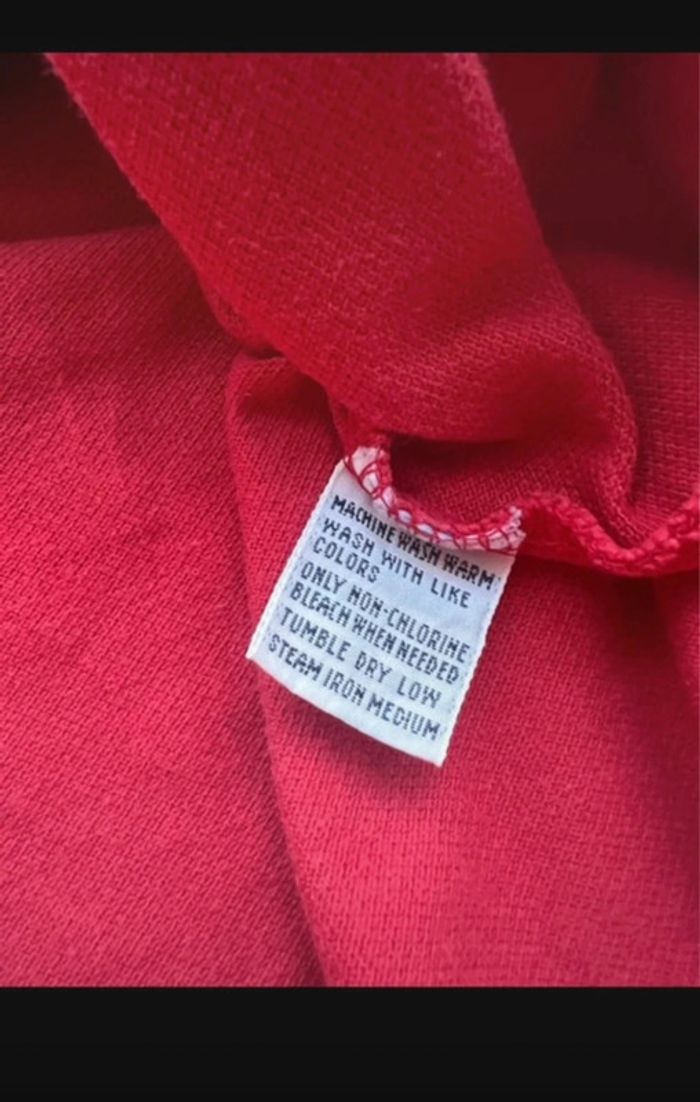 MACHINE WASH WARM
WASH WITH LIKE
COLORS
ONLY NON-CHLORINE
BLEACH WHEN NEEDED
TUMBLE DRY LOW
STEAM IRON MEDIUM